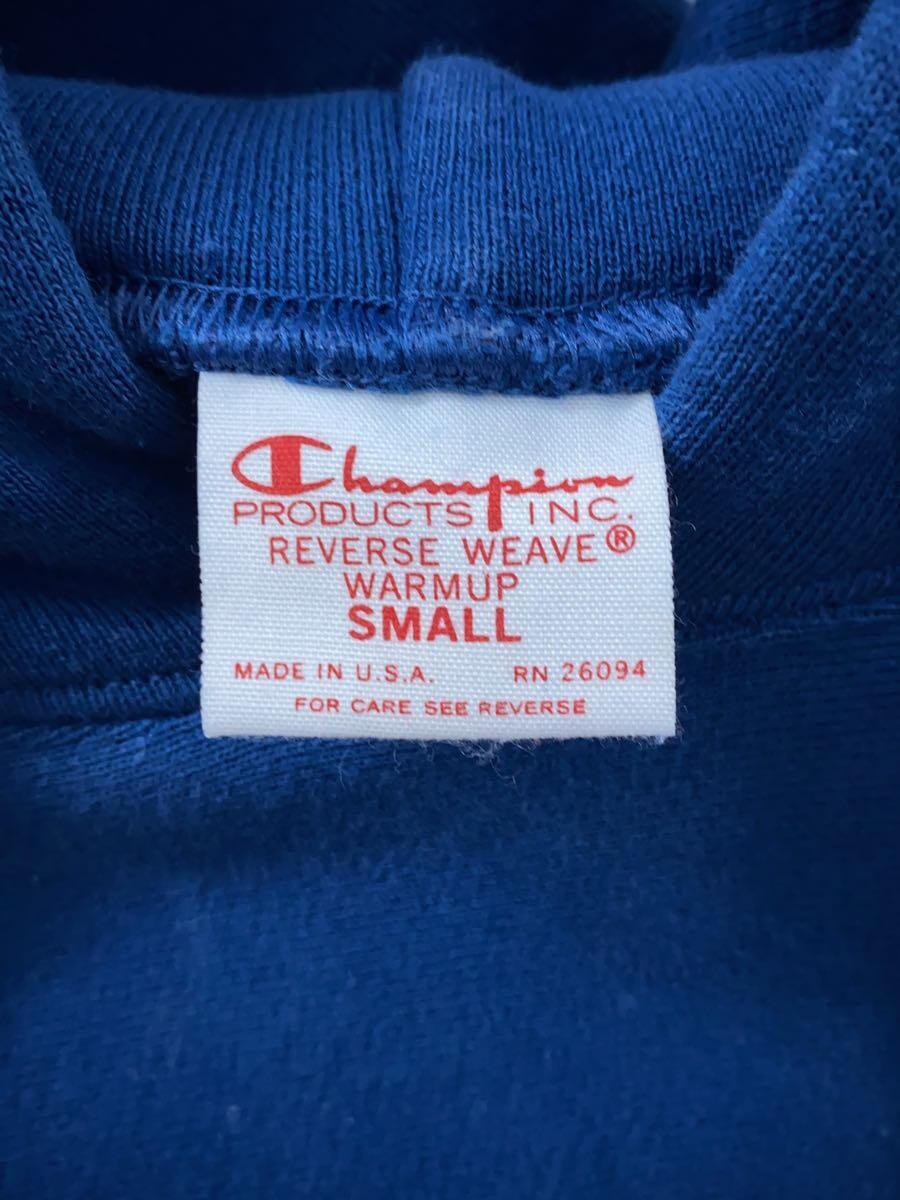 Champion
PRODUCTS INC.
REVERSE WEAVE®
WARMUP
SMALL
MADE IN U.S.A. RN 26094
FOR CARE SEE REVERSE